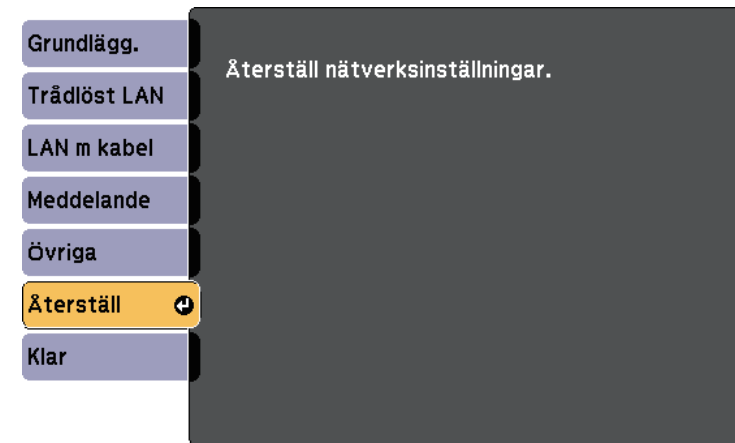 Grundlägg.
Återställ nätverksinställningar.
Trådlöst LAN
LAN m kabel
Meddelande
Övriga
Återställ
Klar